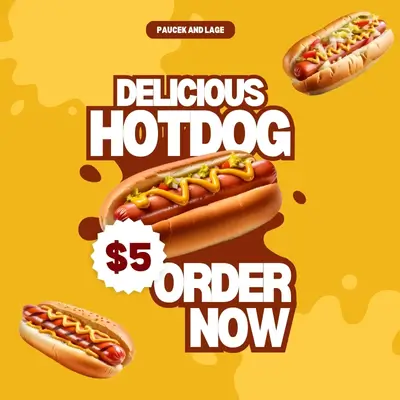 PAUCEK AND LAGE
DELICIOUS
HOTDOG
$5
ORDER
NOW